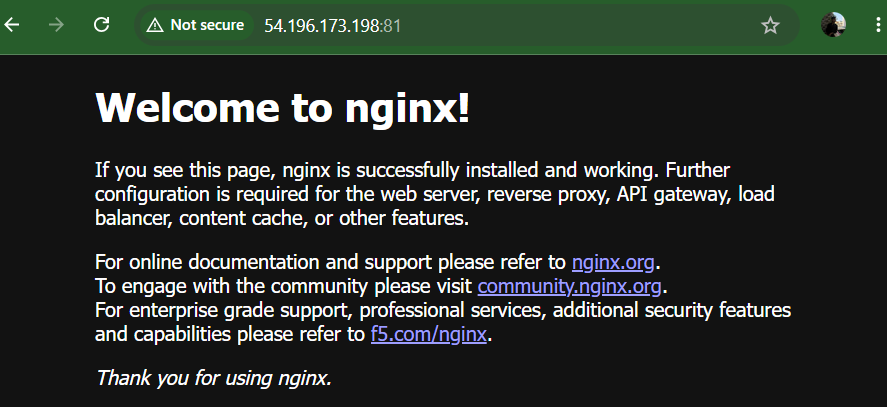 Not secure 54.196.173.198:81
Welcome to nginx!
If you see this page, nginx is successfully installed and working. Further
configuration is required for the web server, reverse proxy, API gateway, load
balancer, content cache, or other features.
For online documentation and support please refer to nginx.org.
To engage with the community please visit community.nginx.org.
For enterprise grade support, professional services, additional security features
and capabilities please refer to f5.com/nginx.
Thank you for using nginx.